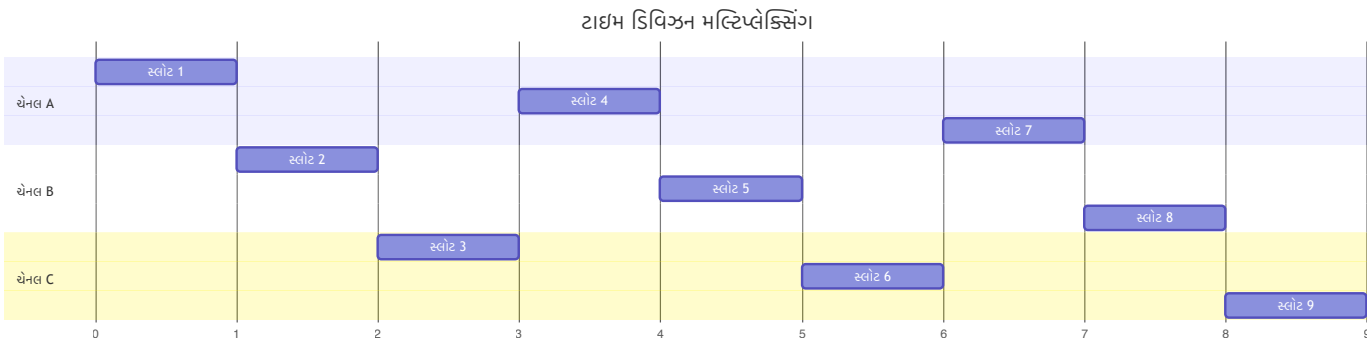 ટાઇમ ડિવિઝન મલ્ટિપ્લેક્સિંગ
સ્લોટ 1
ચેનલ A
સ્લોટ 4
સ્લોટ 7
સ્લોટ 2
ચેનલ B
સ્લોટ 5
સ્લોટ 8
સ્લોટ 3
ચેનલ C
સ્લોટ 6
સ્લોટ 9
0 1 2 3 4 5 6 7 8 9